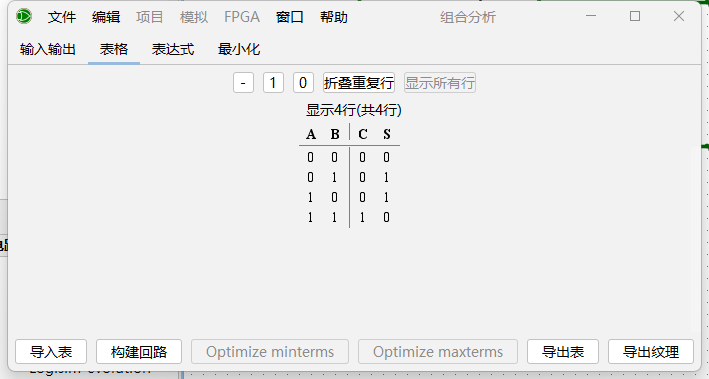 文件 编辑 项目 模拟 FPGA 窗口 帮助 组合分析
输入输出 表格 表达式 最小化
- 1 0 折叠重复行 显示所有行
显示4行(共4行)
A B C S
0 0 0 0
0 1 0 1
1 0 0 1
1 1 1 0
导入表 构建回路 Optimize minterms Optimize maxterms 导出表 导出纹理
Logisim-evolution